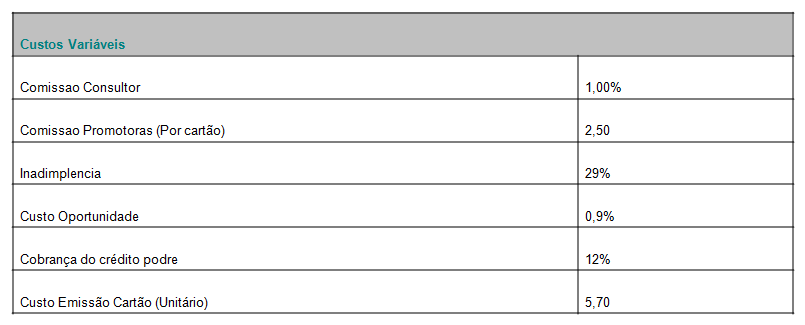 Custos Variáveis
Comissao Consultor 1,00%
Comissao Promotoras (Por cartão) 2,50
Inadimplencia 29%
Custo Oportunidade 0,9%
Cobrança do crédito podre 12%
Custo Emissão Cartão (Unitário) 5,70